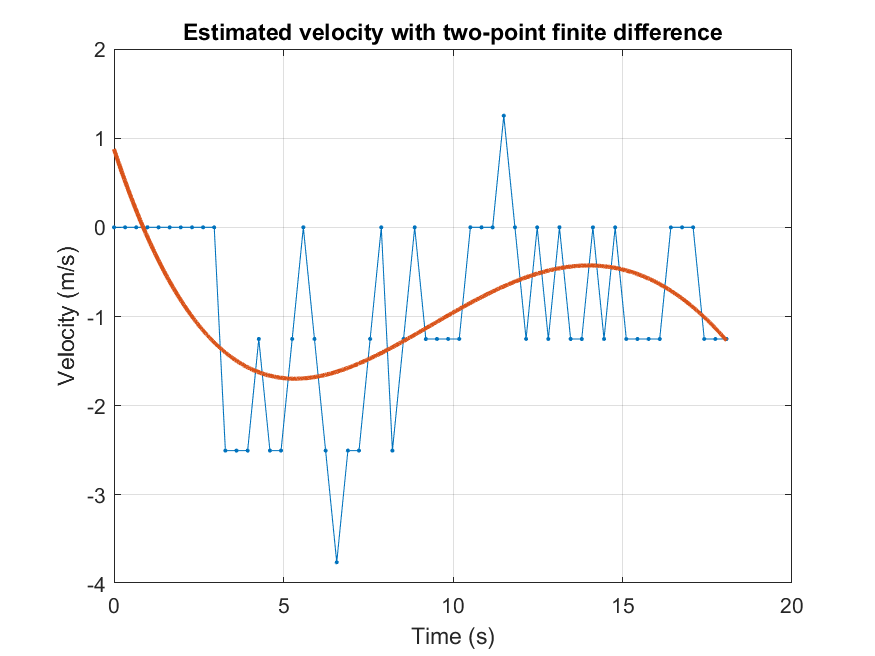 Estimated velocity with two-point finite difference
2
1
0
-1
-2
-3
-4
Velocity (m/s)
0 5 10 15 20
Time (s)